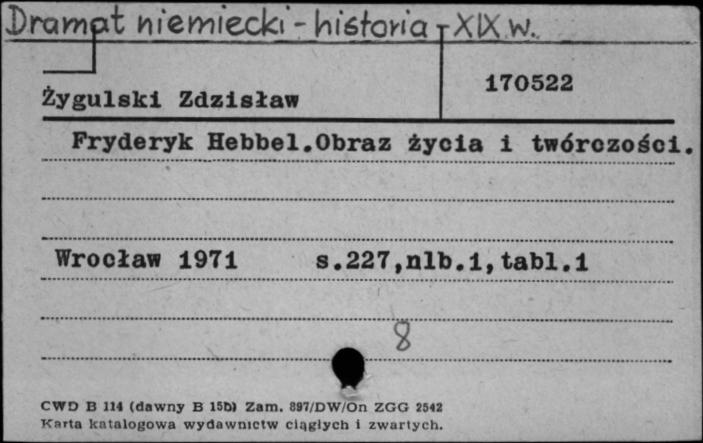 Dramat niemiecki - historia - XIX w.
170522
Żygulski Zdzisław
Fryderyk Hebbel.Obraz życia i twórczości.
Wrocław 1971 s.227,nlb.1,tabl.1
8
CWD B 114 (dawny B 15b) Zam. 897/DW/On ZGG 2542
Karta katalogowa wydawnictw ciągłych i zwartych.